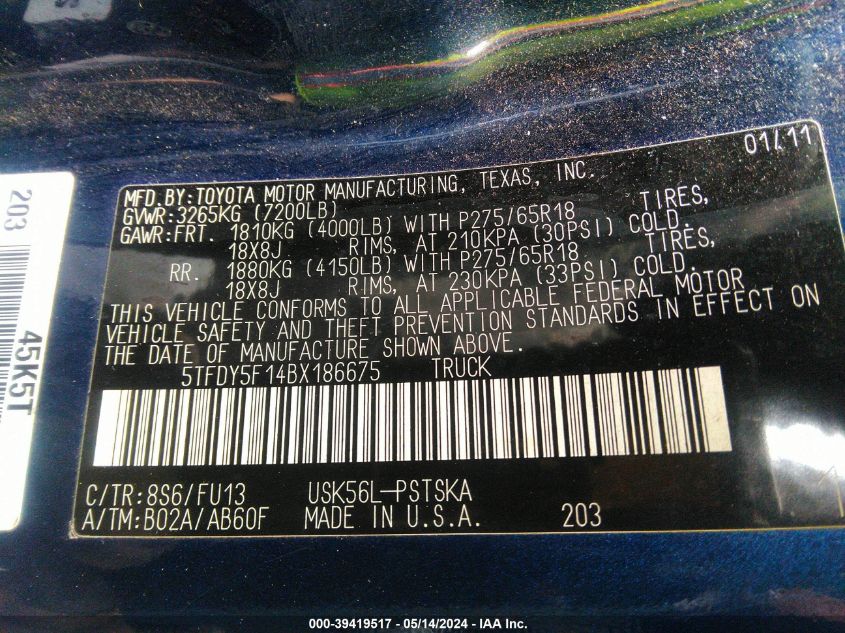 01/11
MFD.BY:TOYOTA MOTOR MANUFACTURING, TEXAS, INC.
GVWR:3265KG (7200LB)
GAWR:FRT. 1810KG (4000LB) WITH P275/65R18 TIRES,
18X8J RIMS, AT 210KPA (30PSI) COLD.
RR. 1880KG (4150LB) WITH P275/65R18 TIRES,
18X8J RIMS, AT 230KPA (33PSI) COLD.
THIS VEHICLE CONFORMS TO ALL APPLICABLE FEDERAL MOTOR
VEHICLE SAFETY AND THEFT PREVENTION STANDARDS IN EFFECT ON
THE DATE OF MANUFACTURE SHOWN ABOVE.
5TFDY5F14BX186675 TRUCK
C/TR:8S6/FU13 USK56L-PSTSKA
A/TM:B02A/AB60F MADE IN U.S.A. 203
203
45K5T
000-39419517 - 05/14/2024 - IAA Inc.